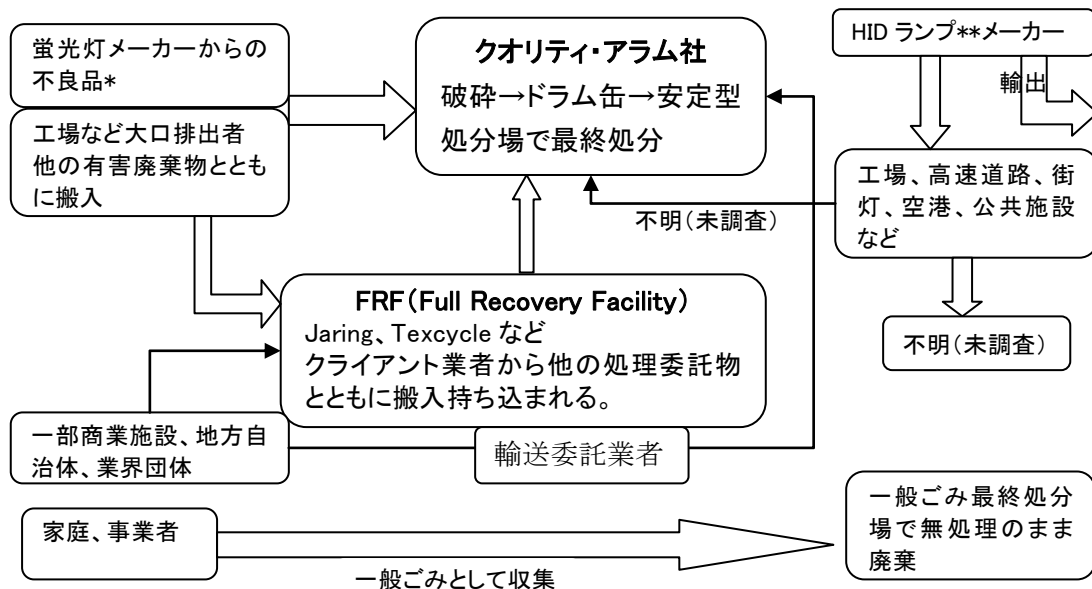 蛍光灯メーカーからの
不良品*
工場など大口排出者
他の有害廃棄物ととも
に搬入
クオリティ・アラム社
破砕→ドラム缶→安定型
処分場で最終処分
HID ランプ**メーカー
輸出
工場、高速道路、街
灯、空港、公共施設
など
不明(未調査)
不明(未調査)
FRF(Full Recovery Facility)
Jaring、Texcycle など
クライアント業者から他の処理委託物
とともに搬入持ち込まれる。
一部商業施設、地方自
治体、業界団体
輸送委託業者
家庭、事業者
一般ごみとして収集
一般ごみ最終処分
場で無処理のまま
廃棄